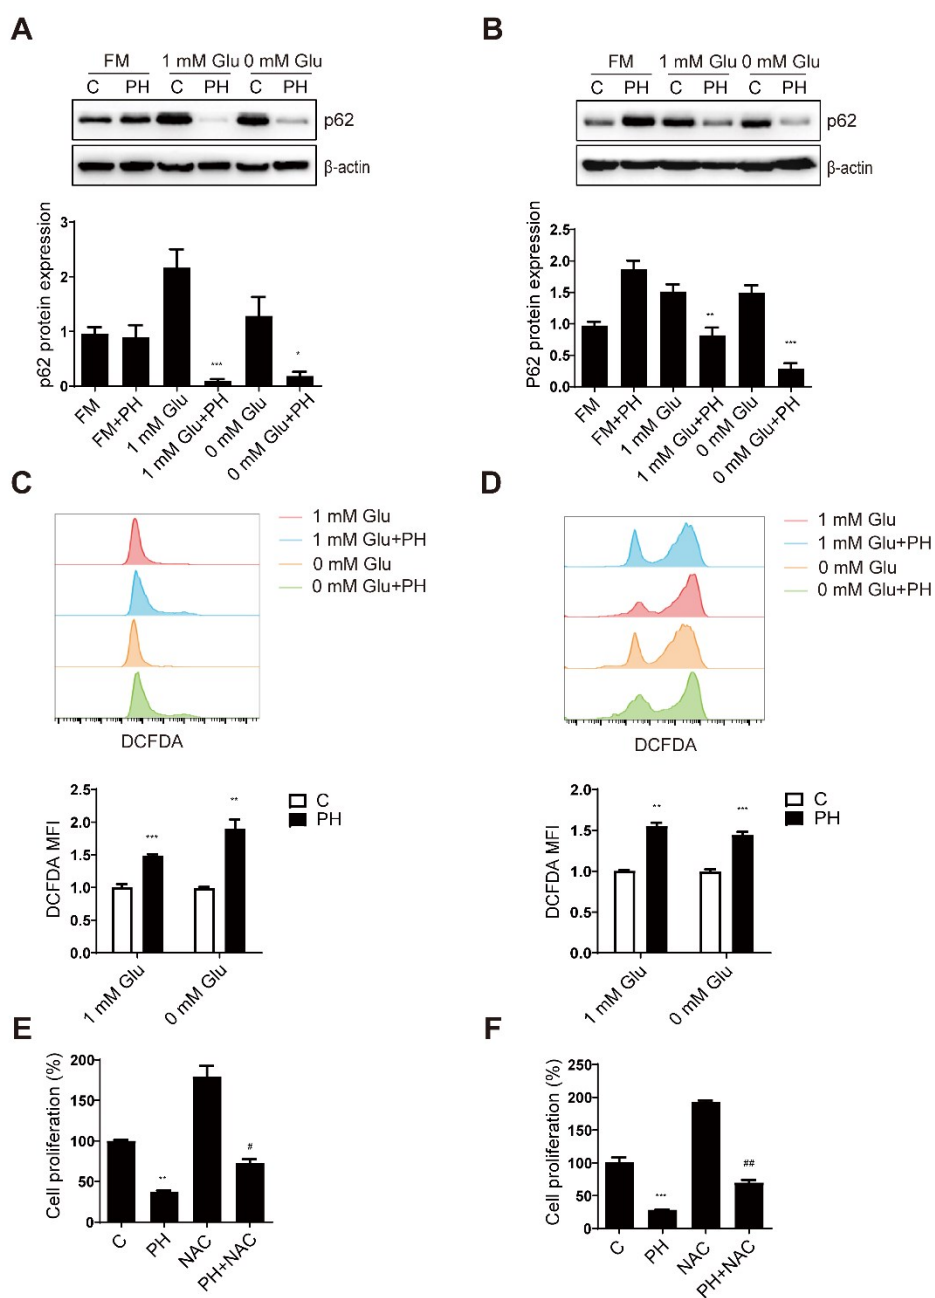 A
FM 1 mM Glu 0 mM Glu
C PH C PH C PH
p62
β-actin
p62 protein expression
3
2
1
0
***
*
FM
FM+PH
1 mM Glu
1 mM Glu+PH
0 mM Glu
0 mM Glu+PH
B
FM 1 mM Glu 0 mM Glu
C PH C PH C PH
p62
β-actin
P62 protein expression
2.5
2.0
1.5
1.0
0.5
0.0
**
***
FM
FM+PH
1 mM Glu
1 mM Glu+PH
0 mM Glu
0 mM Glu+PH
C
1 mM Glu
1 mM Glu+PH
0 mM Glu
0 mM Glu+PH
DCFDA
DCFDA MFI
2.5
2.0
1.5
1.0
0.5
0.0
***
**
C
PH
1 mM Glu
0 mM Glu
D
1 mM Glu
1 mM Glu+PH
0 mM Glu
0 mM Glu+PH
DCFDA
DCFDA MFI
2.0
1.5
1.0
0.5
0.0
**
***
C
PH
1 mM Glu
0 mM Glu
E
Cell proliferation (%)
200
150
100
50
0
**
#
C
PH
NAC
PH+NAC
F
Cell proliferation (%)
250
200
150
100
50
0
***
##
C
PH
NAC
PH+NAC